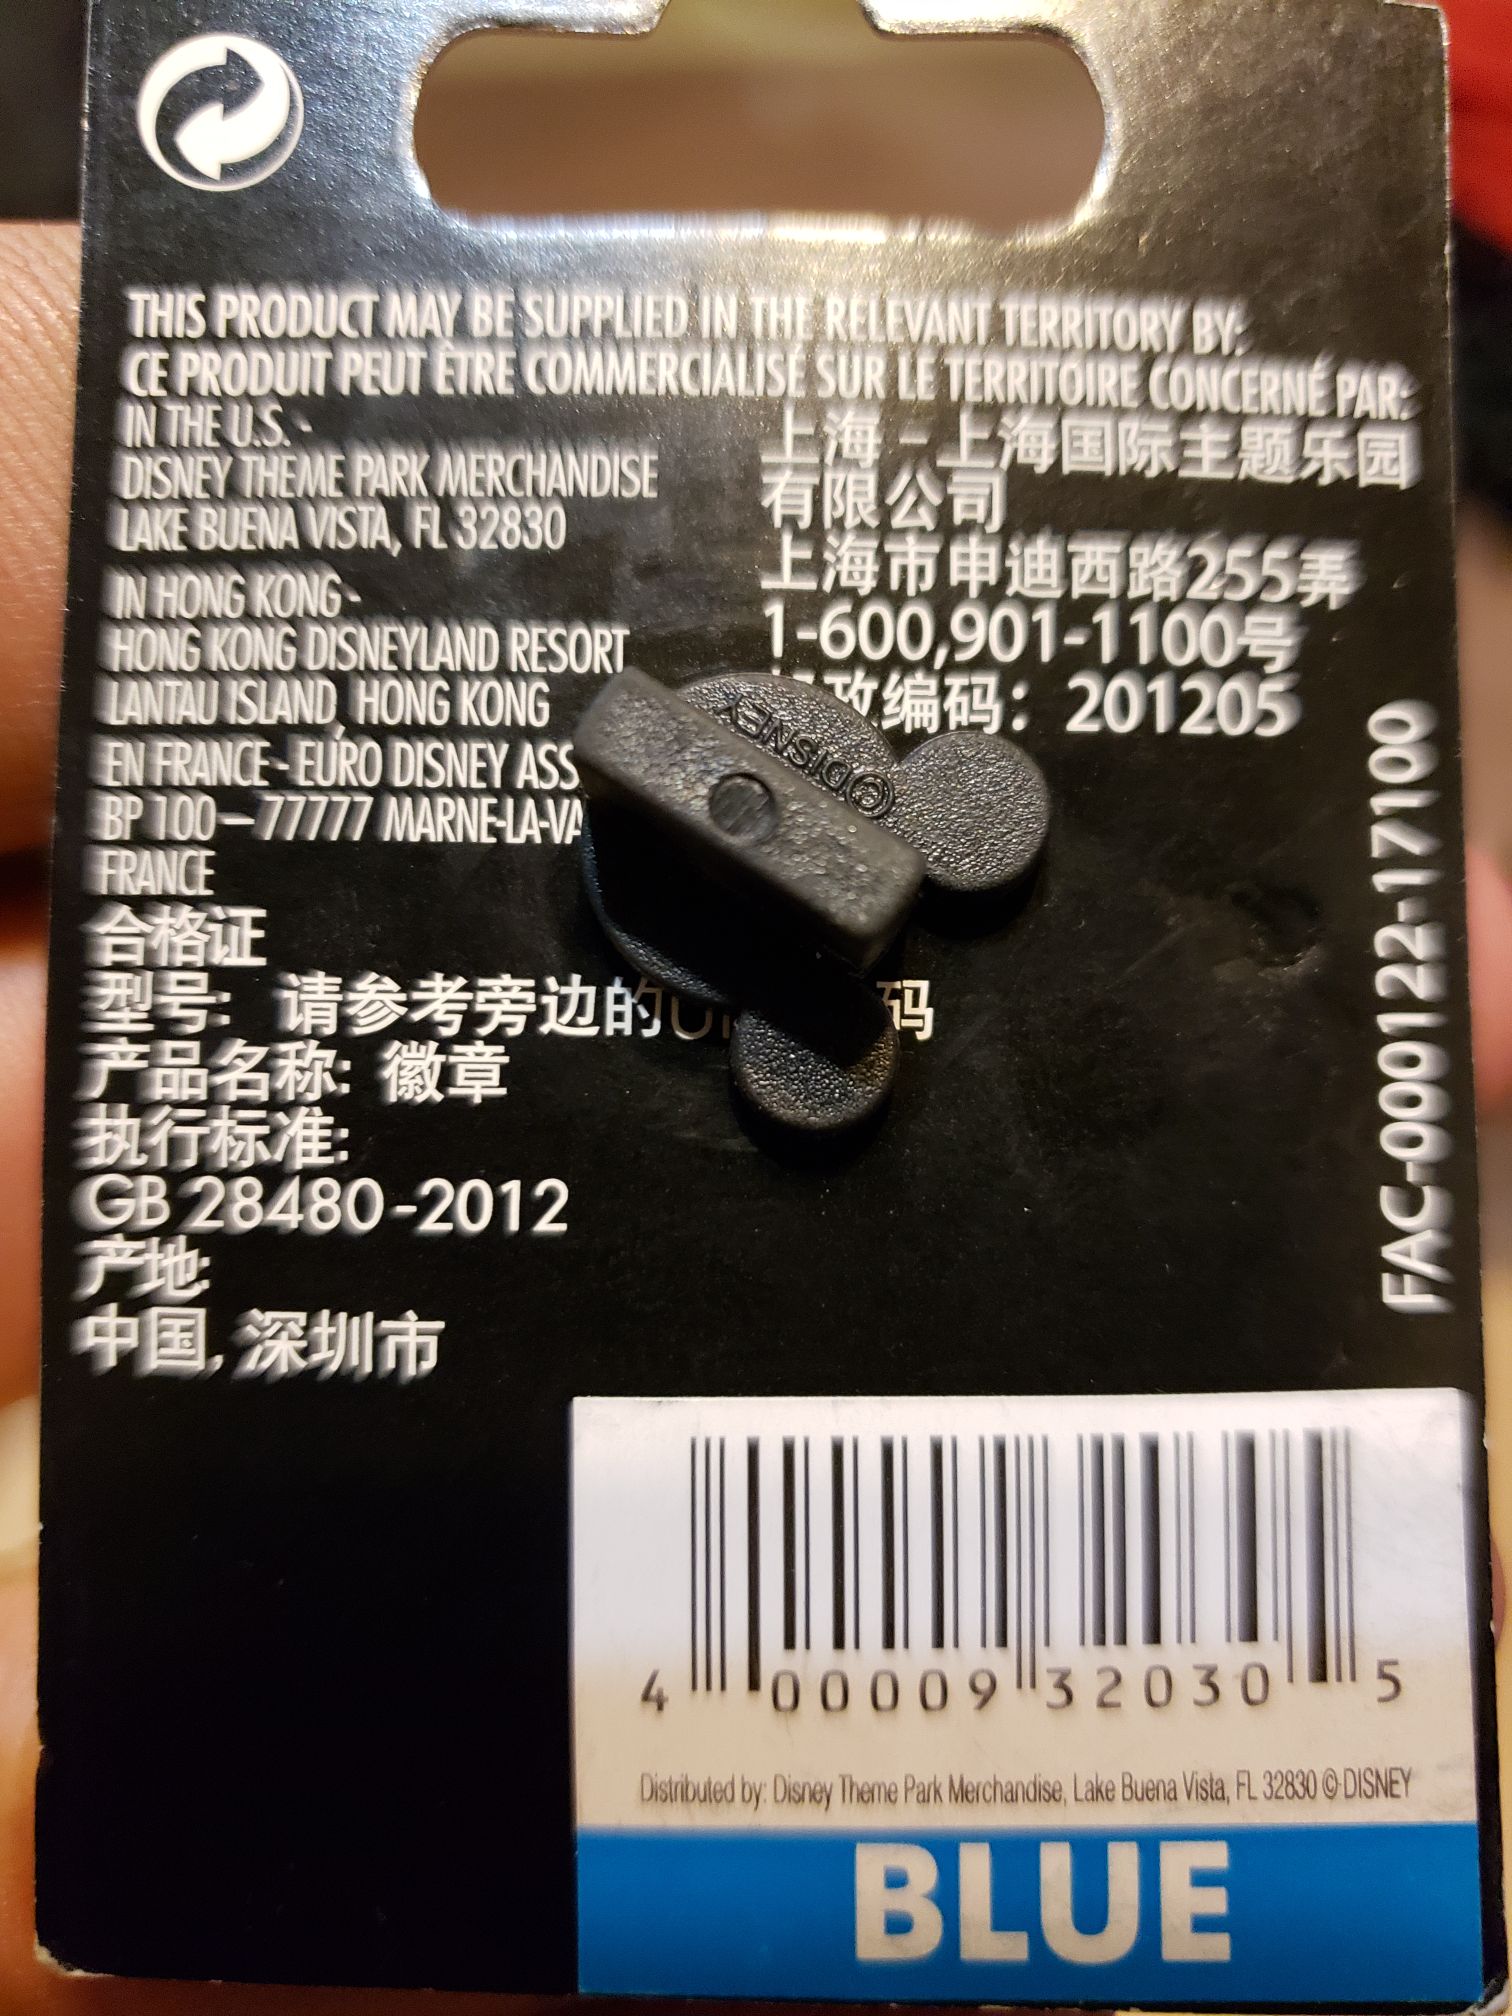 THIS PRODUCT MAY BE SUPPLIED IN THE RELEVANT TERRITORY BY:
CE PRODUIT PEUT ÊTRE COMMERCIALISÉ SUR LE TERRITOIRE CONCERNÉ PAR:
IN THE U.S. -
DISNEY THEME PARK MERCHANDISE
LAKE BUENA VISTA, FL 32830
IN HONG KONG -
HONG KONG DISNEYLAND RESORT
LANTAU ISLAND, HONG KONG
EN FRANCE - EURO DISNEY
BP 100 – 77777 MARNE-LA-
FRANCE
上海 - 上海国际主题乐园
有限公司
上海市申迪西路255弄
1-600,901-1100号
政编码：201205
©DISNEY
合格证
型号: 请参考旁边的 码
产品名称: 徽章
执行标准:
GB 28480-2012
产地:
中国, 深圳市
FAC-000122-17100
4 00009 32030 5
Distributed by: Disney Theme Park Merchandise, Lake Buena Vista, FL 32830 © DISNEY
BLUE